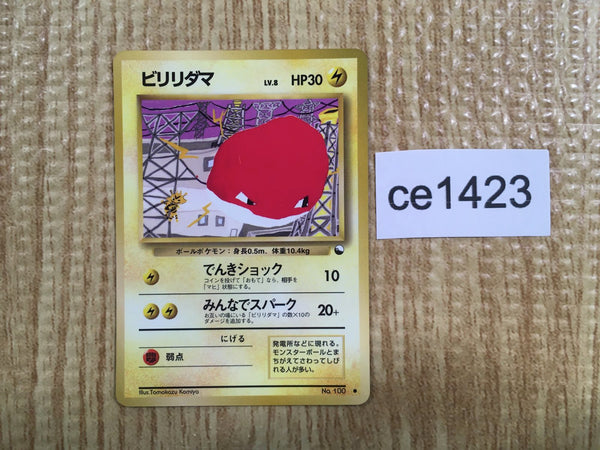 ビリリダマ LV.8 HP30
ボールポケモン：身長0.5m、体重10.4kg
でんきショック 10
コインを投げて「おもて」なら、相手を
「マヒ」状態にする。
みんなでスパーク 20+
お互いの場にいる「ビリリダマ」の数×10の
ダメージを追加する。
にげる
闘 弱点
発電所などに現れる。
モンスターボールとま
ちがえてさわってしびれ
る人が多い。
Illus.Tomokazu Komiya
No. 100
ce1423